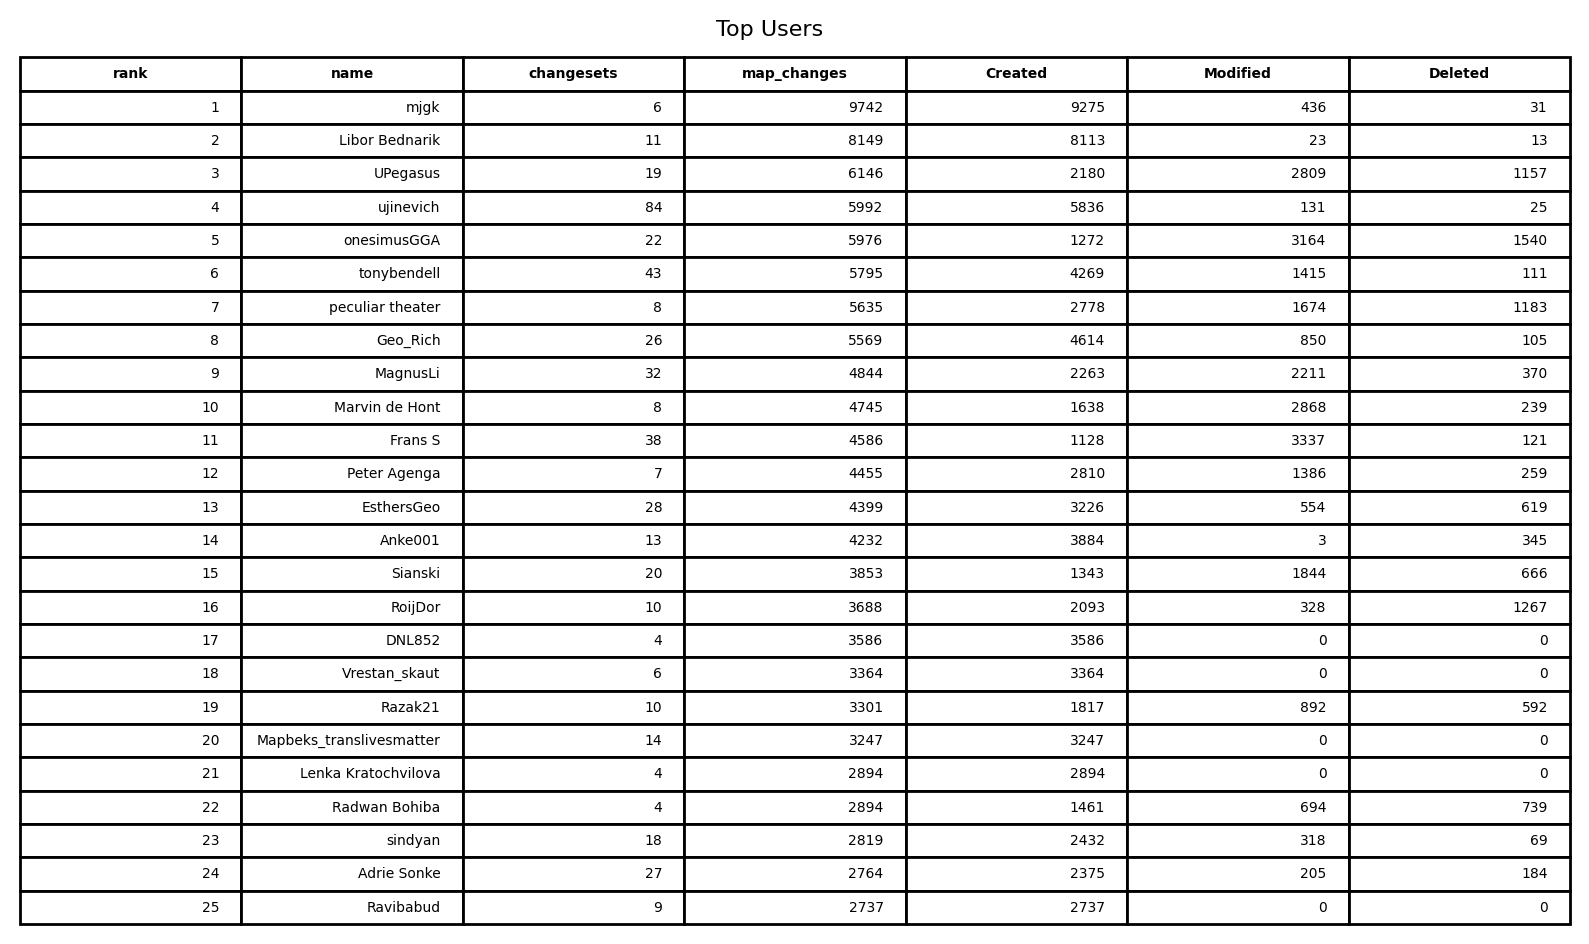 Top Users
rank name changesets map_changes Created Modified Deleted
1 mjgk 6 9742 9275 436 31
2 Libor Bednarik 11 8149 8113 23 13
3 UPegasus 19 6146 2180 2809 1157
4 ujinevich 84 5992 5836 131 25
5 onesimusGGA 22 5976 1272 3164 1540
6 tonybendell 43 5795 4269 1415 111
7 peculiar theater 8 5635 2778 1674 1183
8 Geo_Rich 26 5569 4614 850 105
9 MagnusLi 32 4844 2263 2211 370
10 Marvin de Hont 8 4745 1638 2868 239
11 Frans S 38 4586 1128 3337 121
12 Peter Agenga 7 4455 2810 1386 259
13 EsthersGeo 28 4399 3226 554 619
14 Anke001 13 4232 3884 3 345
15 Sianski 20 3853 1343 1844 666
16 RoijDor 10 3688 2093 328 1267
17 DNL852 4 3586 3586 0 0
18 Vrestan_skaut 6 3364 3364 0 0
19 Razak21 10 3301 1817 892 592
20 Mapbeks_translivesmatter 14 3247 3247 0 0
21 Lenka Kratochvilova 4 2894 2894 0 0
22 Radwan Bohiba 4 2894 1461 694 739
23 sindyan 18 2819 2432 318 69
24 Adrie Sonke 27 2764 2375 205 184
25 Ravibabud 9 2737 2737 0 0